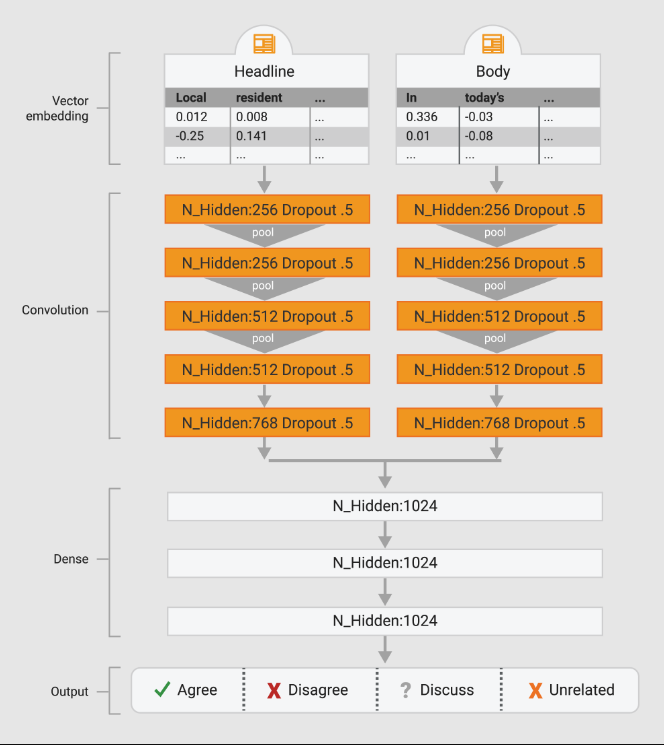 Vector
embedding
Headline
Local resident ...
0.012 0.008 ...
-0.25 0.141 ...
... ... ...
Body
In today's ...
0.336 -0.03 ...
0.01 -0.08 ...
... ... ...
Convolution
N_Hidden:256 Dropout .5
pool
N_Hidden:256 Dropout .5
pool
N_Hidden:512 Dropout .5
pool
N_Hidden:512 Dropout .5
N_Hidden:768 Dropout .5
N_Hidden:256 Dropout .5
pool
N_Hidden:256 Dropout .5
pool
N_Hidden:512 Dropout .5
pool
N_Hidden:512 Dropout .5
N_Hidden:768 Dropout .5
Dense
N_Hidden:1024
N_Hidden:1024
N_Hidden:1024
Output
Agree
Disagree
? Discuss
Unrelated